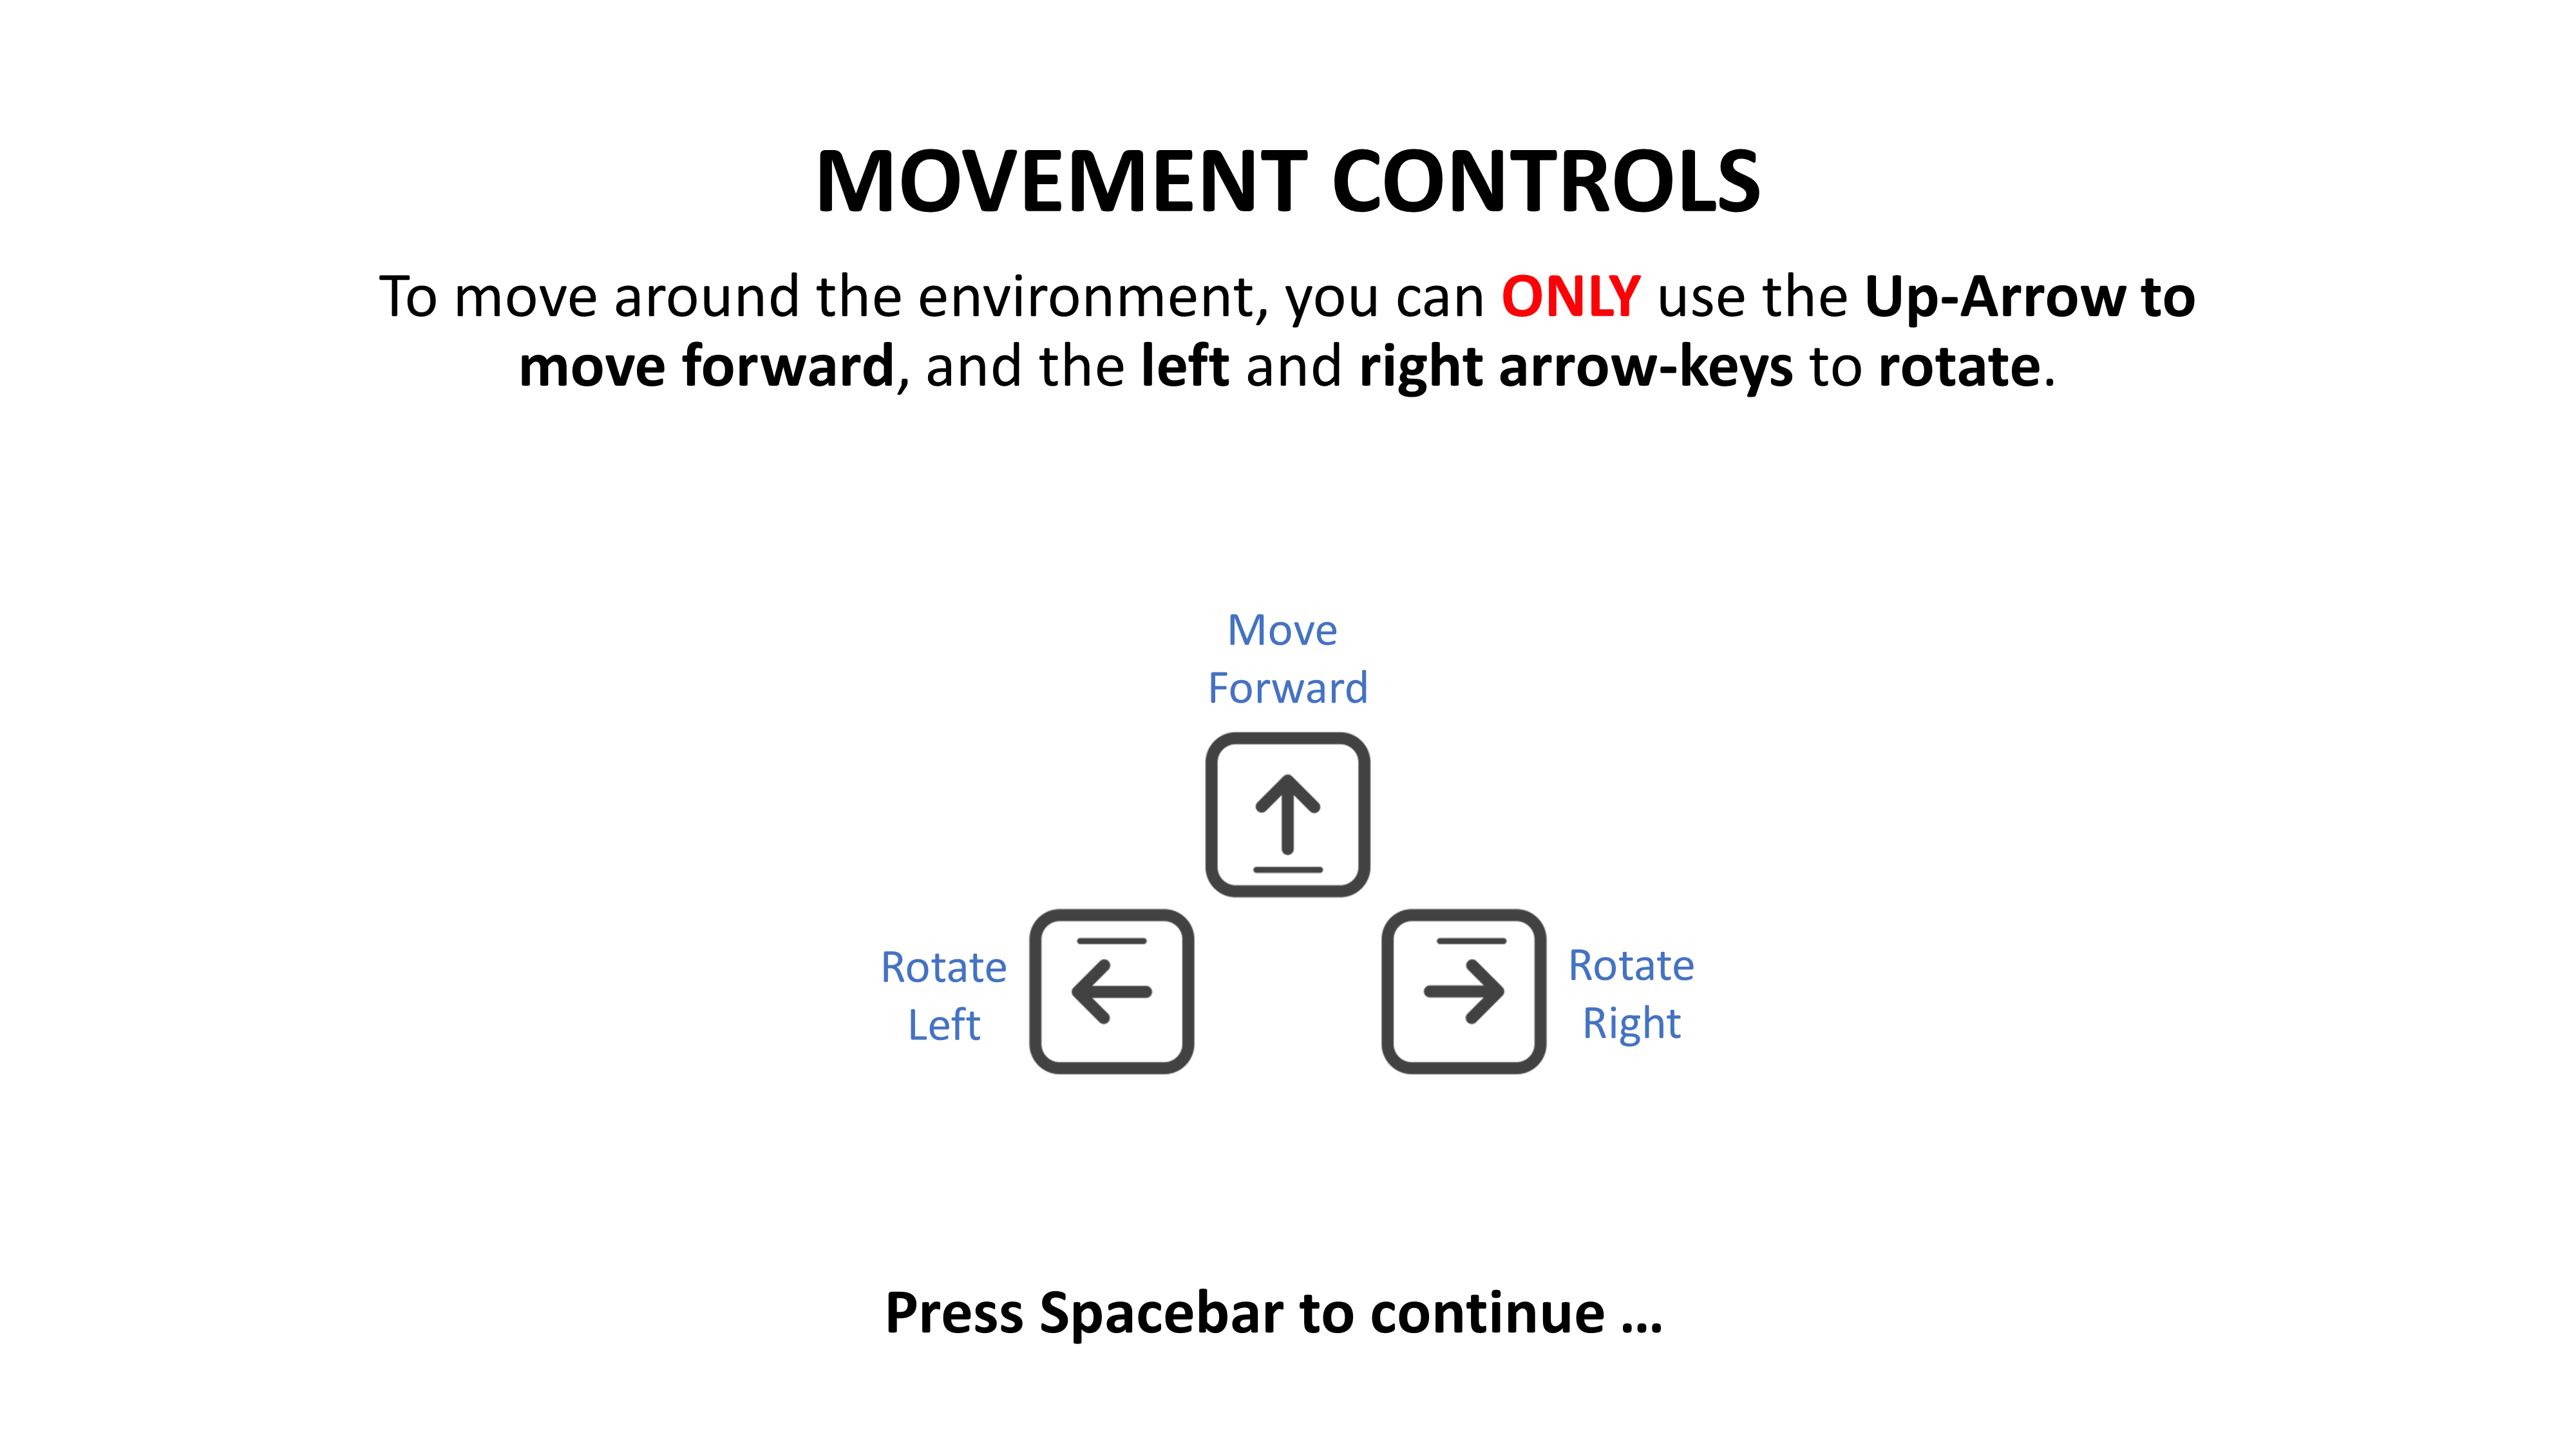 MOVEMENT CONTROLS
To move around the environment, you can ONLY use the Up-Arrow to
move forward, and the left and right arrow-keys to rotate.
Move
Forward
Rotate
Left
Rotate
Right
Press Spacebar to continue ...